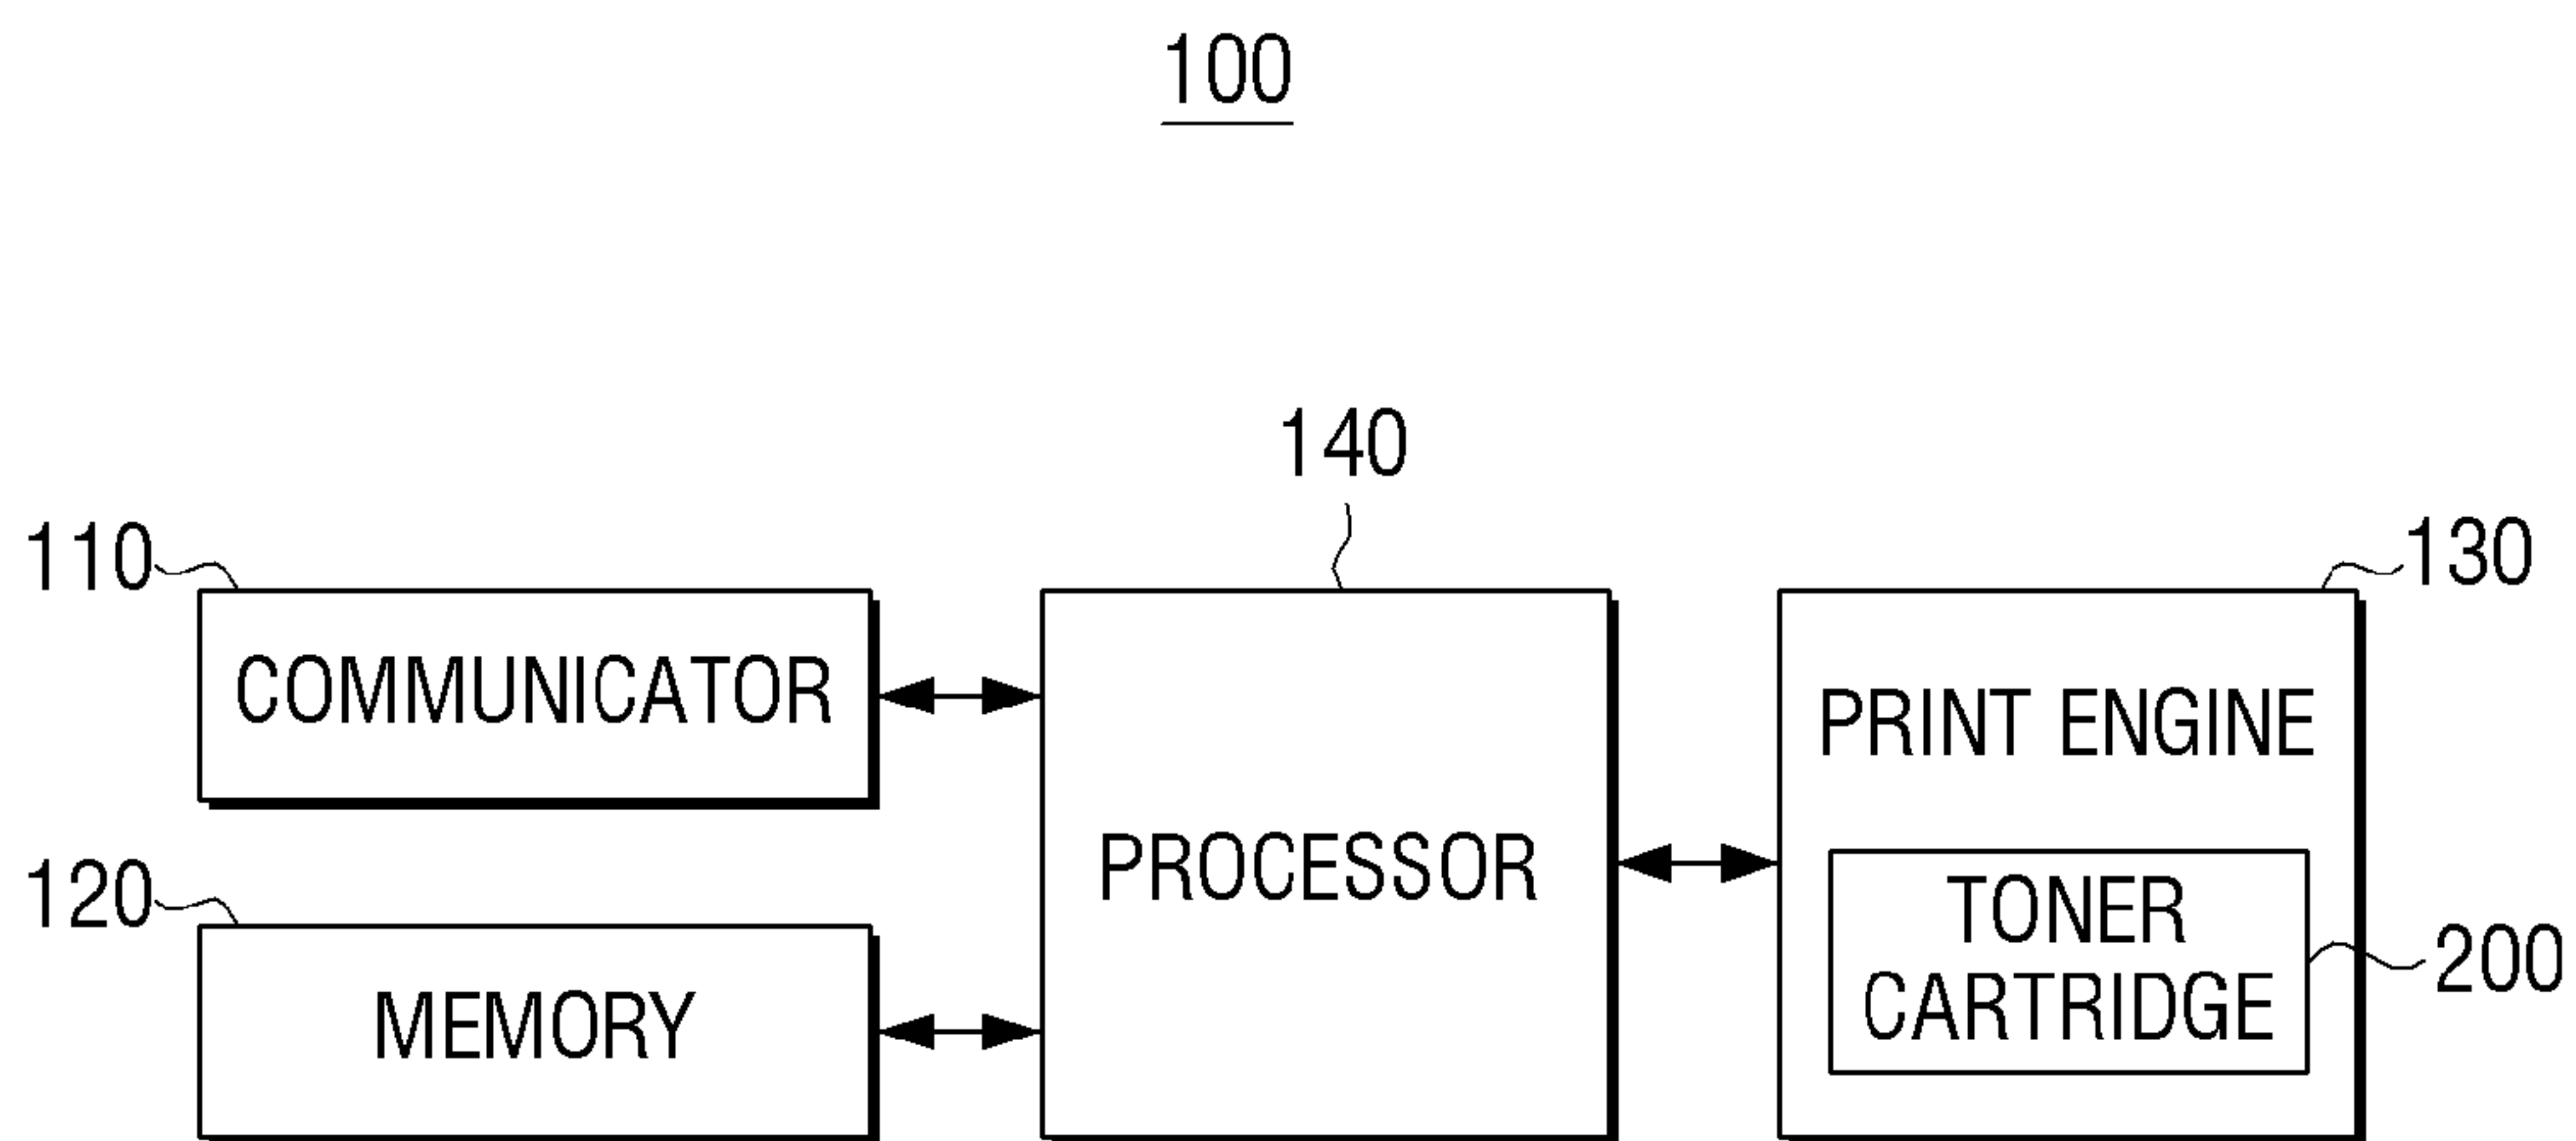 100
140
110
130
COMMUNICATOR
PRINT ENGINE
PROCESSOR
120
TONER
CARTRIDGE
200
MEMORY